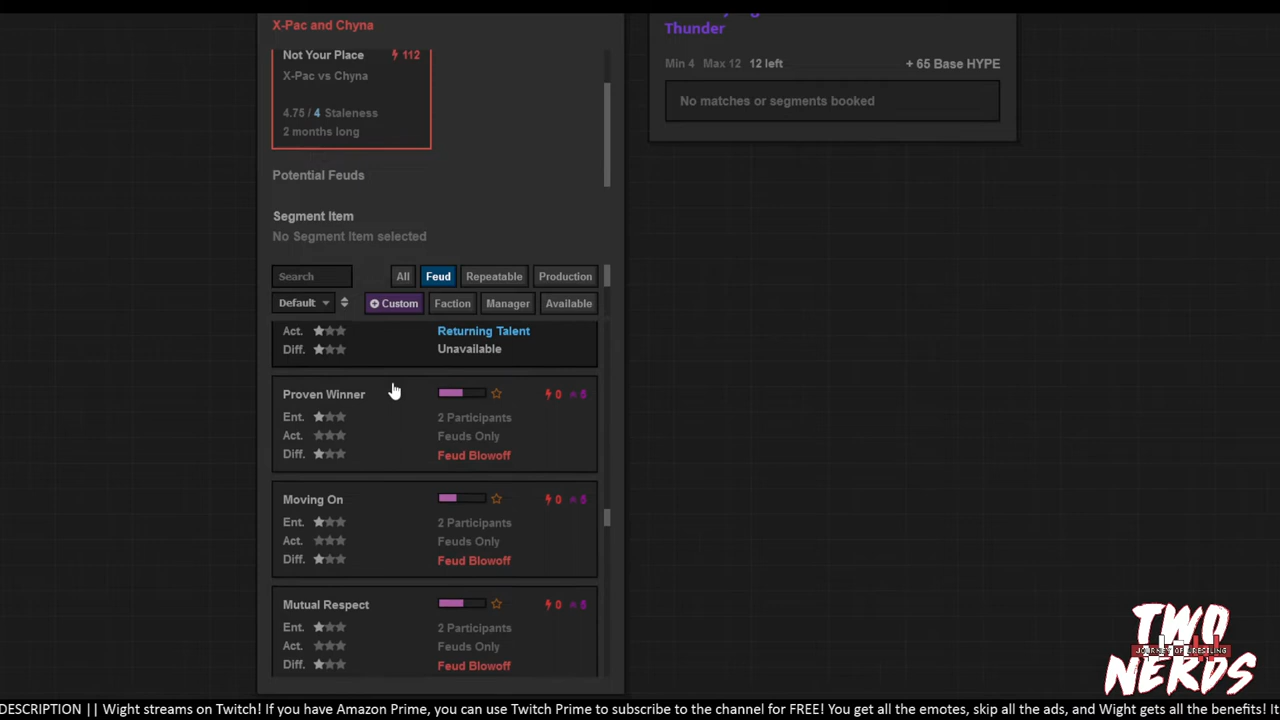 X-Pac and Chyna
Not Your Place 112
X-Pac vs Chyna
4.75 / 4 Staleness
2 months long
Potential Feuds
Segment Item
No Segment Item selected
Search All Feud Repeatable Production
Default Custom Faction Manager Available
Act. Returning Talent
Diff. Unavailable
Proven Winner 0 5
Ent. 2 Participants
Act. Feuds Only
Diff. Feud Blowoff
Moving On 0 5
Ent. 2 Participants
Act. Feuds Only
Diff. Feud Blowoff
Mutual Respect 0 5
Ent. 2 Participants
Act. Feuds Only
Diff. Feud Blowoff
Thunder
Min 4 Max 12 12 left + 65 Base HYPE
No matches or segments booked
TWO
JOURNEY OF WRESTLING
NERDS
DESCRIPTION || Wight streams on Twitch! If you have Amazon Prime, you can use Twitch Prime to subscribe to the channel for FREE! You get all the emotes, skip all the ads, and Wight gets all the benefits! It